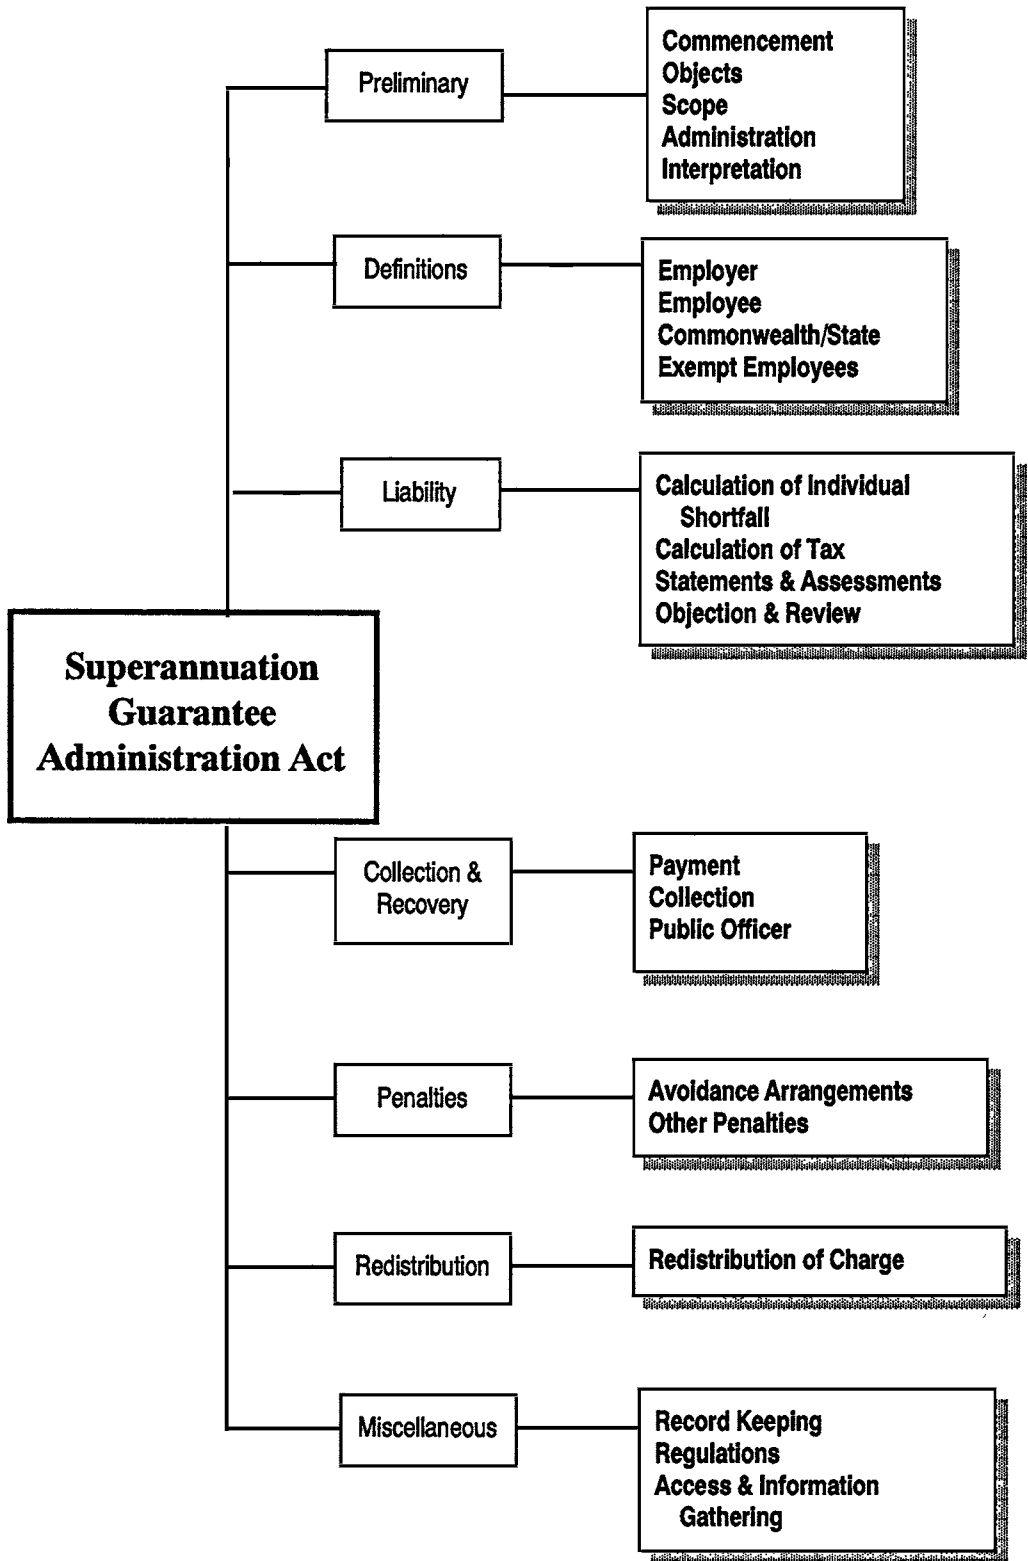 Preliminary
Commencement
Objects
Scope
Administration
Interpretation
Definitions
Employer
Employee
Commonwealth/State
Exempt Employees
Liability
Calculation of Individual
Shortfall
Calculation of Tax
Statements & Assessments
Objection & Review
Superannuation
Guarantee
Administration Act
Collection &
Recovery
Payment
Collection
Public Officer
Penalties
Avoidance Arrangements
Other Penalties
Redistribution
Redistribution of Charge
Miscellaneous
Record Keeping
Regulations
Access & Information
Gathering